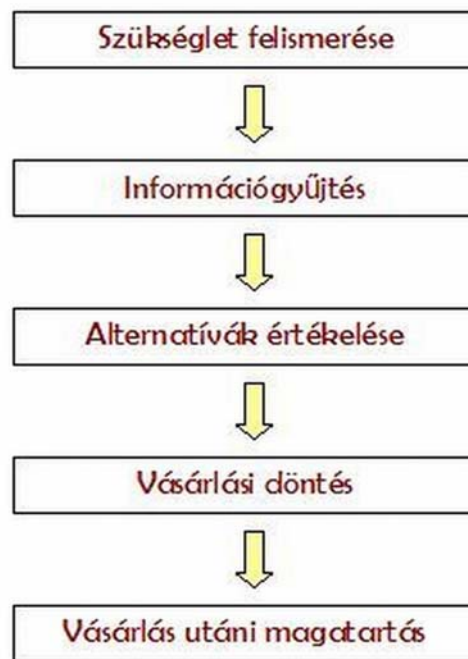 Szükséglet felismerése
Információgyűjtés
Alternatívák értékelése
Vásárlási döntés
Vásárlás utáni magatartás